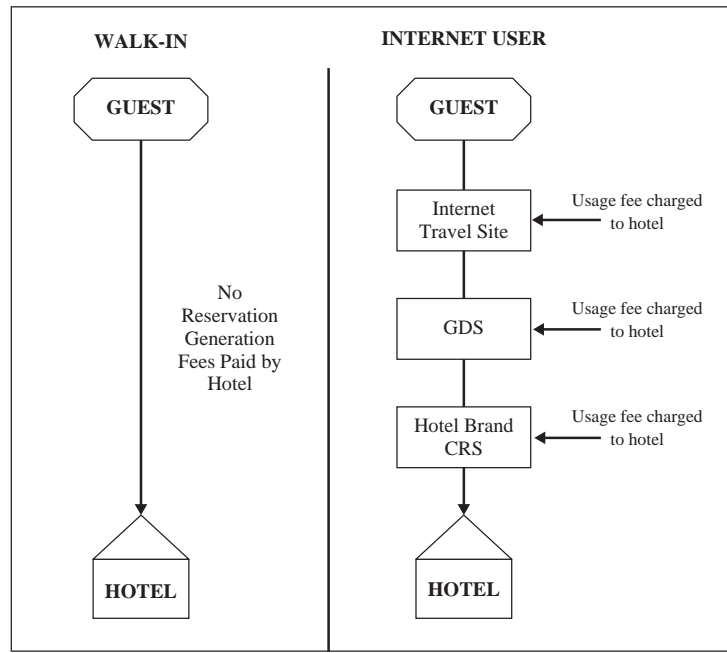 WALK-IN
GUEST
No
Reservation
Generation
Fees Paid by
Hotel
HOTEL
INTERNET USER
GUEST
Internet
Travel Site
Usage fee charged
to hotel
GDS
Usage fee charged
to hotel
Hotel Brand
CRS
Usage fee charged
to hotel
HOTEL